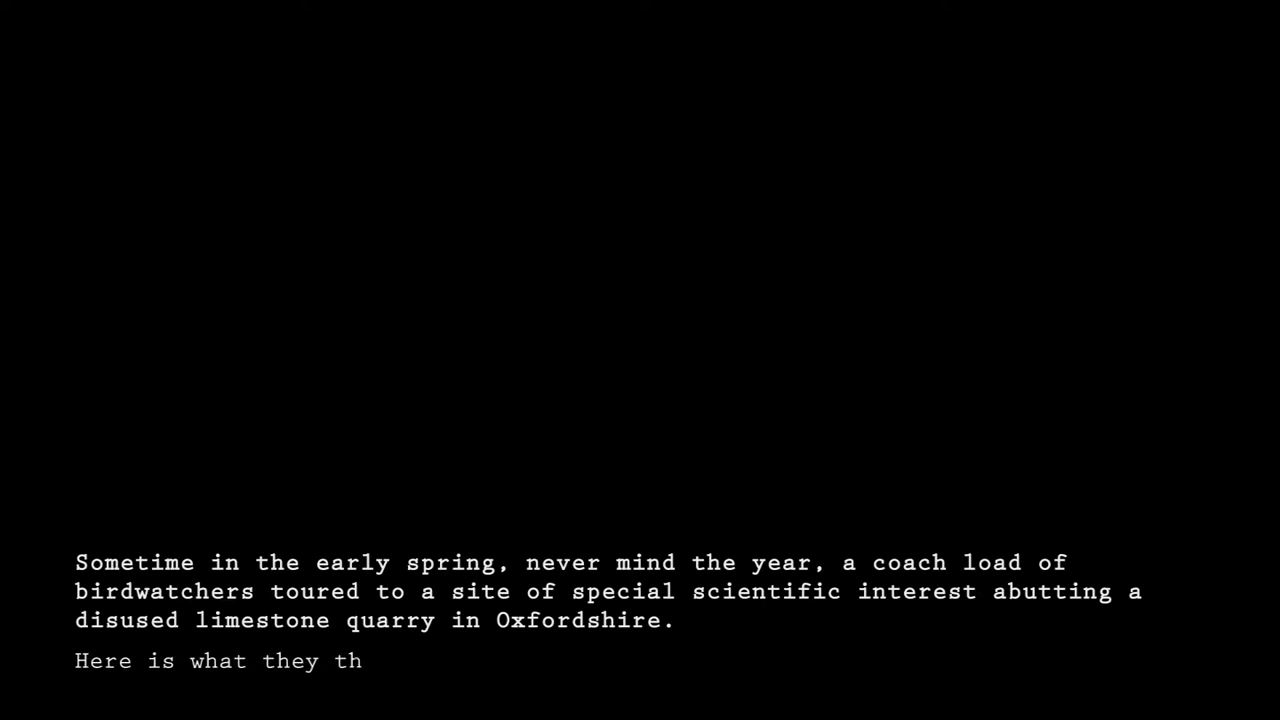 Sometime in the early spring, never mind the year, a coach load of
birdwatchers toured to a site of special scientific interest abutting a
disused limestone quarry in Oxfordshire.
Here is what they th